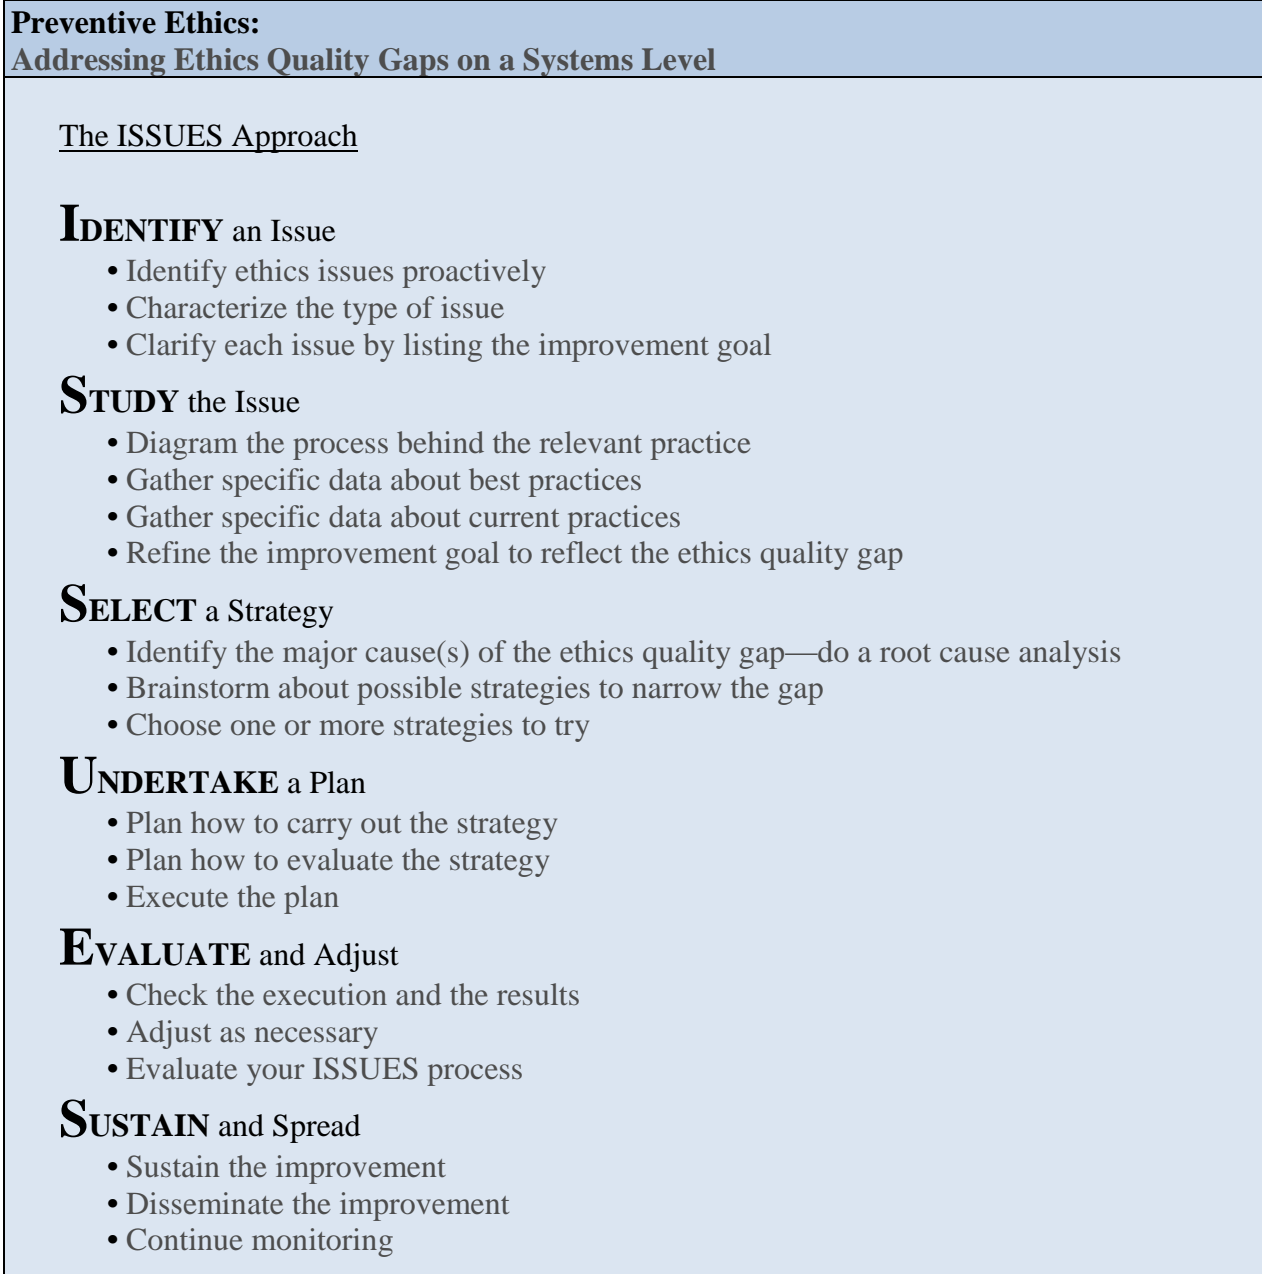 Preventive Ethics:
Addressing Ethics Quality Gaps on a Systems Level
The ISSUES Approach
IDENTIFY an Issue
• Identify ethics issues proactively
• Characterize the type of issue
• Clarify each issue by listing the improvement goal
STUDY the Issue
• Diagram the process behind the relevant practice
• Gather specific data about best practices
• Gather specific data about current practices
• Refine the improvement goal to reflect the ethics quality gap
SELECT a Strategy
• Identify the major cause(s) of the ethics quality gap—do a root cause analysis
• Brainstorm about possible strategies to narrow the gap
• Choose one or more strategies to try
UNDERTAKE a Plan
• Plan how to carry out the strategy
• Plan how to evaluate the strategy
• Execute the plan
EVALUATE and Adjust
• Check the execution and the results
• Adjust as necessary
• Evaluate your ISSUES process
SUSTAIN and Spread
• Sustain the improvement
• Disseminate the improvement
• Continue monitoring